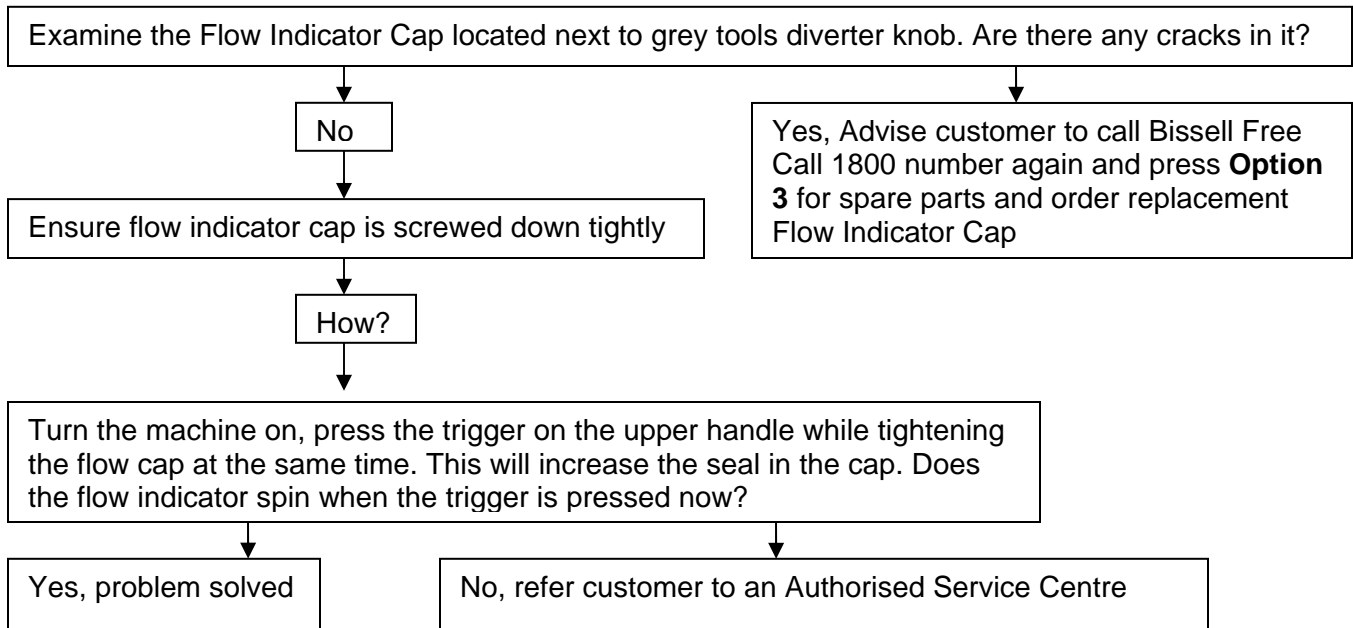 Examine the Flow Indicator Cap located next to grey tools diverter knob. Are there any cracks in it?
No
Yes, Advise customer to call Bissell Free
Call 1800 number again and press Option
3 for spare parts and order replacement
Flow Indicator Cap
Ensure flow indicator cap is screwed down tightly
How?
Turn the machine on, press the trigger on the upper handle while tightening
the flow cap at the same time. This will increase the seal in the cap. Does
the flow indicator spin when the trigger is pressed now?
Yes, problem solved
No, refer customer to an Authorised Service Centre